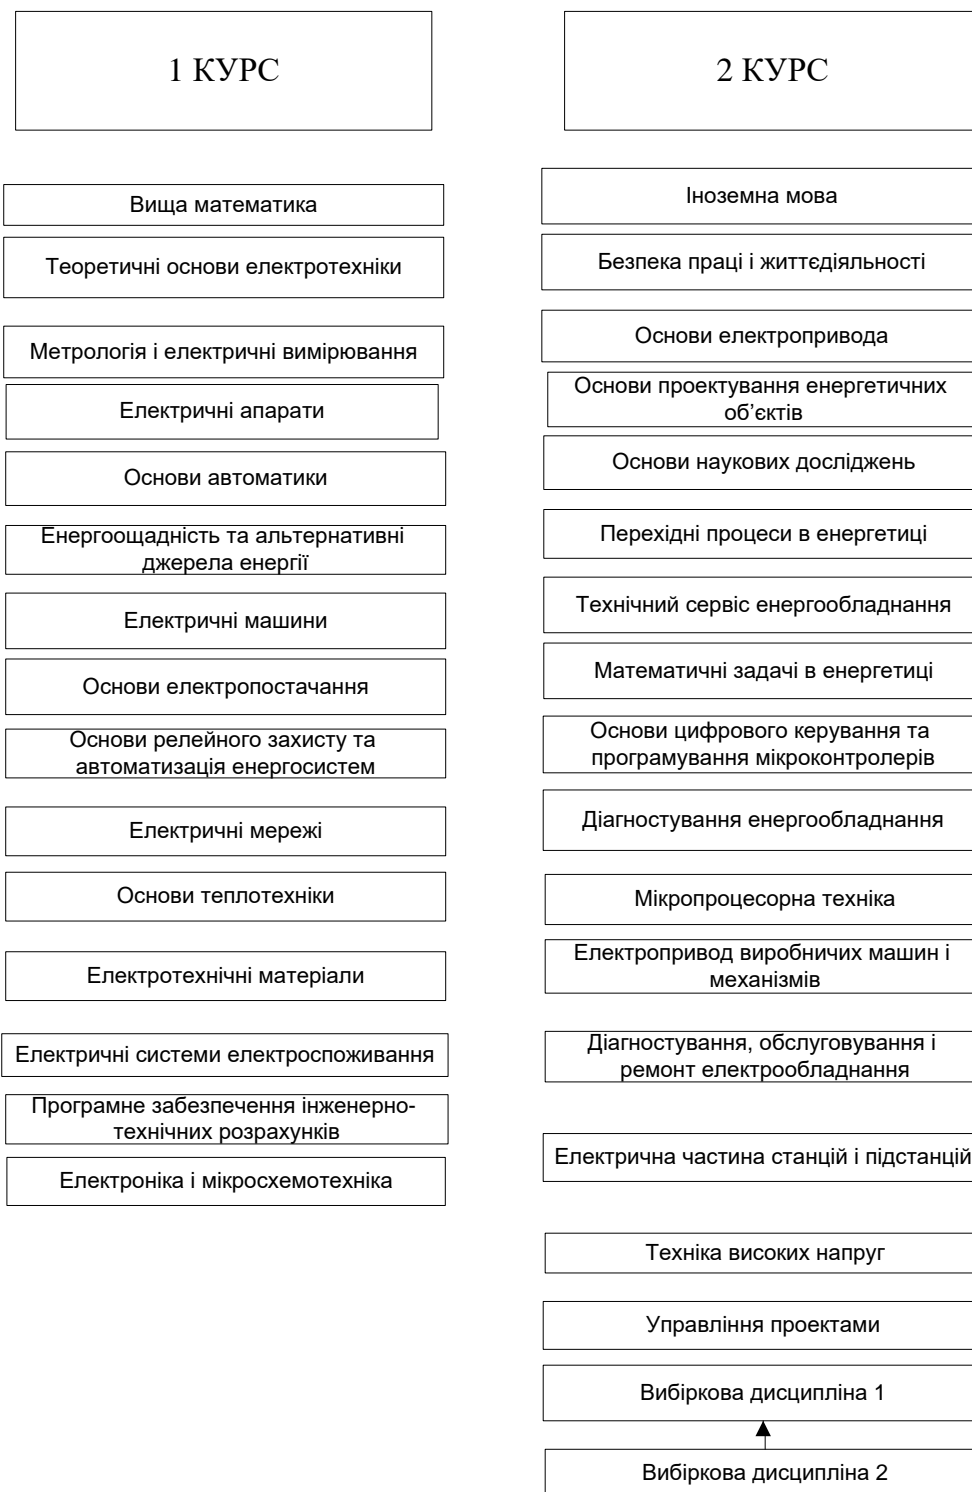 1 КУРС
Вища математика
Теоретичні основи електротехніки
Метрологія і електричні вимірювання
Електричні апарати
Основи автоматики
Енергоощадність та альтернативні
джерела енергії
Електричні машини
Основи електропостачання
Основи релейного захисту та
автоматизація енергосистем
Електричні мережі
Основи теплотехніки
Електротехнічні матеріали
Електричні системи електроспоживання
Програмне забезпечення інженерно-
технічних розрахунків
Електроніка і мікросхемотехніка
2 КУРС
Іноземна мова
Безпека праці і життєдіяльності
Основи електропривода
Основи проектування енергетичних
об’єктів
Основи наукових досліджень
Перехідні процеси в енергетиці
Технічний сервіс енергообладнання
Математичні задачі в енергетиці
Основи цифрового керування та
програмування мікроконтролерів
Діагностування енергообладнання
Мікропроцесорна техніка
Електропривод виробничих машин і
механізмів
Діагностування, обслуговування і
ремонт електрообладнання
Електрична частина станцій і підстанцій
Техніка високих напруг
Управління проектами
Вибіркова дисципліна 1
Вибіркова дисципліна 2